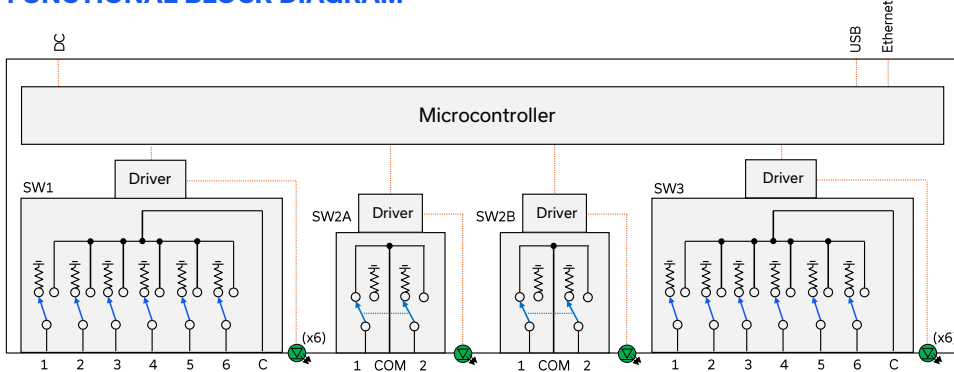 FUNCTIONAL BLOCK DIAGRAM
DC
USB
Ethernet
Microcontroller
SW1
Driver
SW2A
Driver
SW2B
Driver
SW3
Driver
(x6)
(x6)
1 2 3 4 5 6 C
1 COM 2
1 COM 2
1 2 3 4 5 6 C